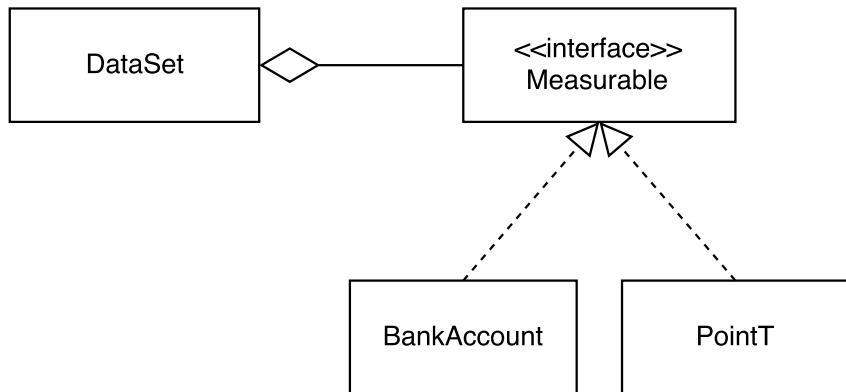 DataSet
<<interface>>
Measurable
BankAccount
PointT